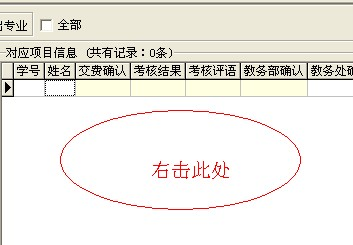 出专业 全部
对应项目信息 (共有记录：0条)
学号 姓名 交费确认 考核结果 考核评语 教务部确认 教务处确
右击此处